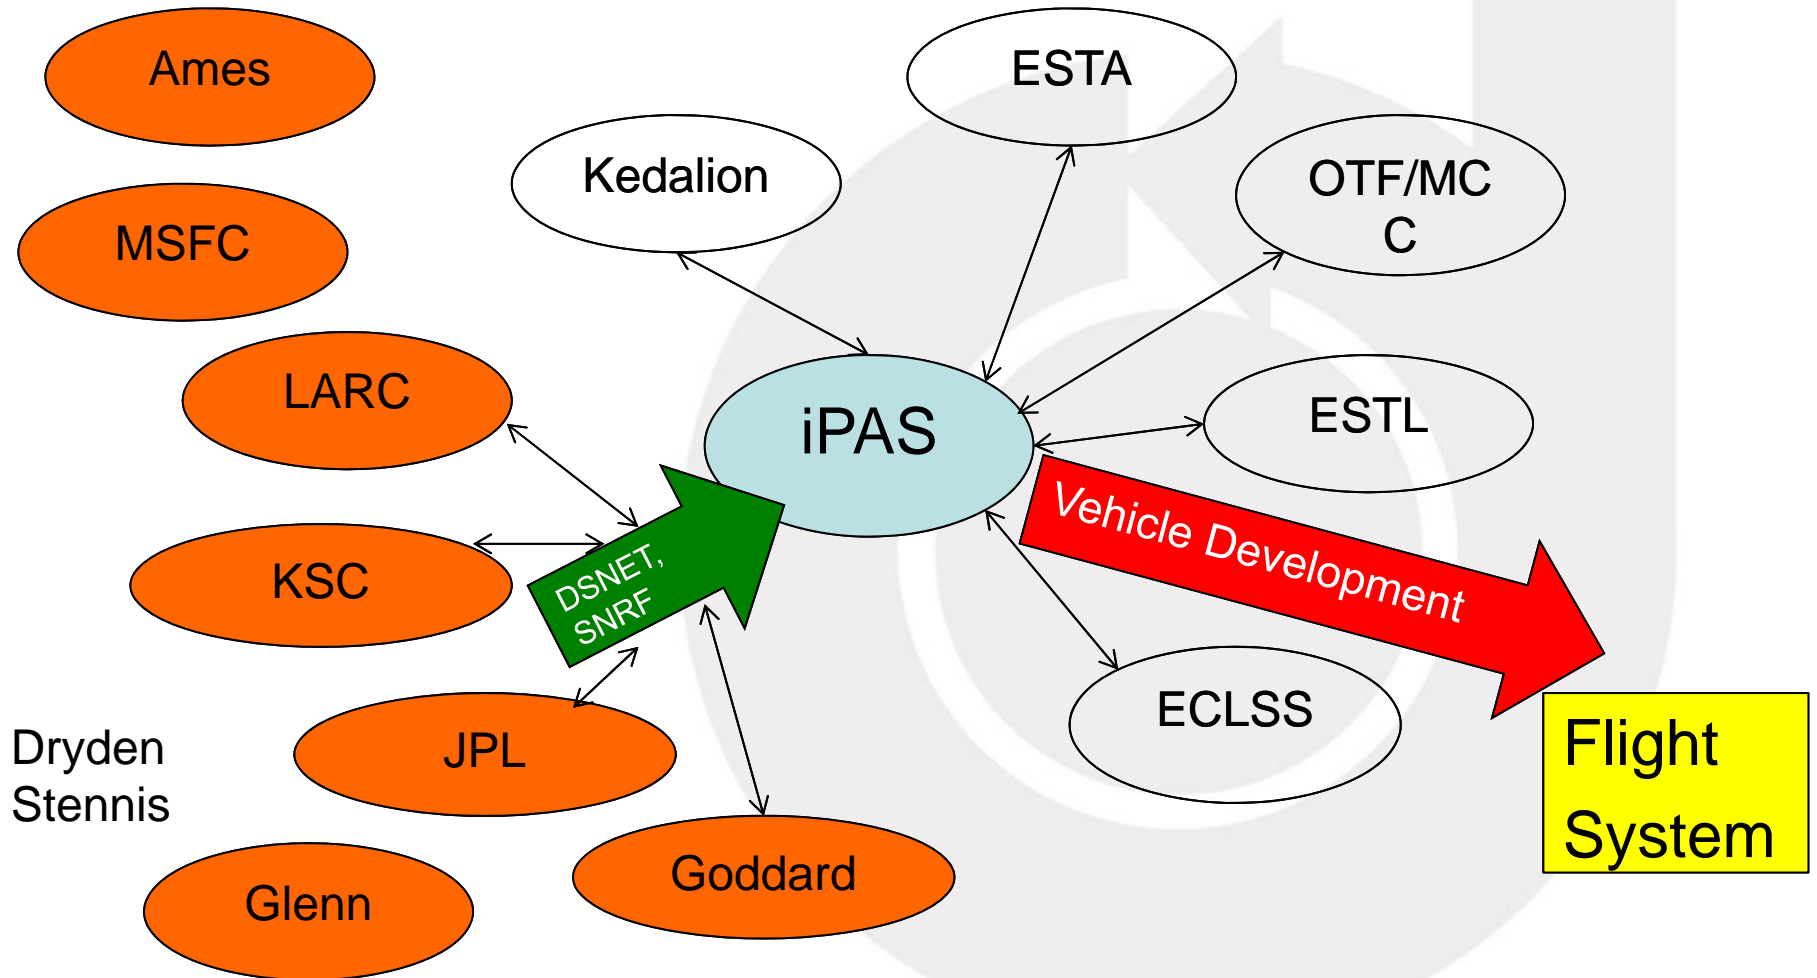 Ames
ESTA
Kedalion
OTF/MC
C
MSFC
LARC
iPAS
ESTL
Vehicle Development
DSNET,
SNRF
KSC
ECLSS
Dryden
Stennis
JPL
Flight
System
Goddard
Glenn